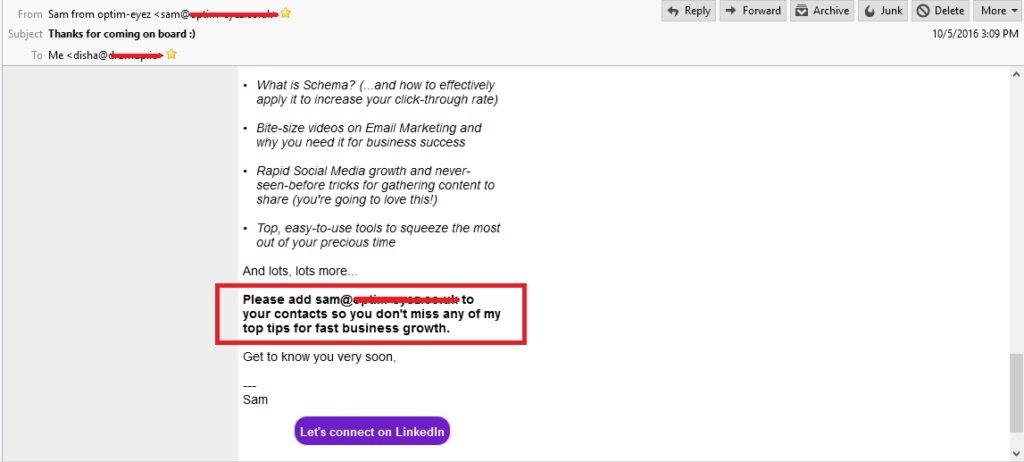 From Sam from optim-eyez <sam@
Reply
Forward
Archive
Junk
Delete
More
Subject Thanks for coming on board :)
10/5/2016 3:09 PM
To Me <disha@
• What is Schema? (...and how to effectively
apply it to increase your click-through rate)
• Bite-size videos on Email Marketing and
why you need it for business success
• Rapid Social Media growth and never-
seen-before tricks for gathering content to
share (you're going to love this!)
• Top, easy-to-use tools to squeeze the most
out of your precious time
And lots, lots more...
Please add sam@ to
your contacts so you don't miss any of my
top tips for fast business growth.
Get to know you very soon,
---
Sam
Let's connect on LinkedIn